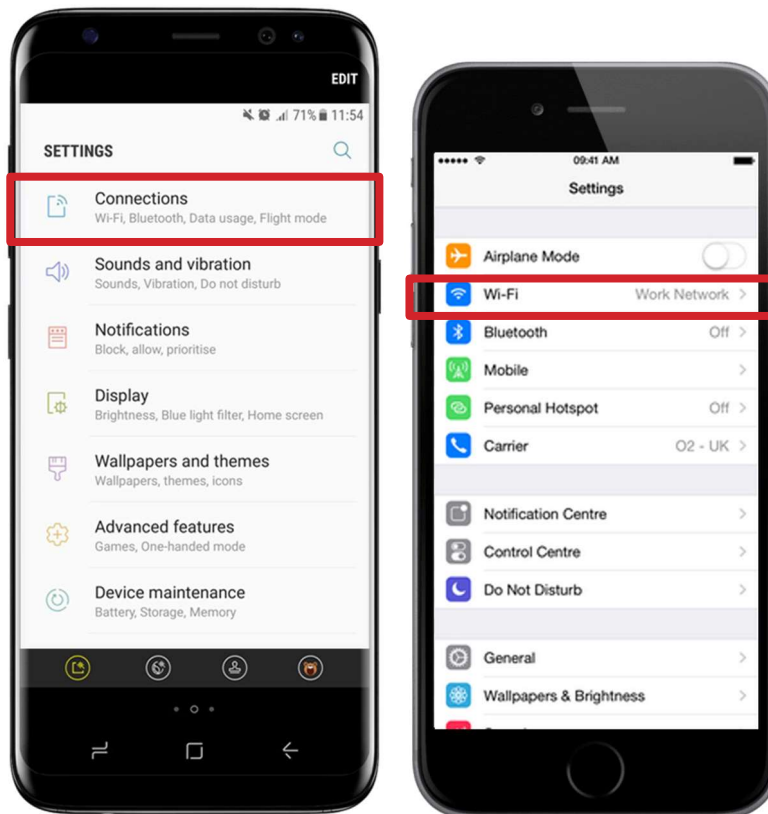 EDIT
71% 11:54
SETTINGS
Connections
Wi-Fi, Bluetooth, Data usage, Flight mode
Sounds and vibration
Sounds, Vibration, Do not disturb
Notifications
Block, allow, prioritise
Display
Brightness, Blue light filter, Home screen
Wallpapers and themes
Wallpapers, themes, icons
Advanced features
Games, One-handed mode
Device maintenance
Battery, Storage, Memory
09:41 AM
Settings
Airplane Mode
Wi-Fi Work Network
Bluetooth Off
Mobile
Personal Hotspot Off
Carrier O2 - UK
Notification Centre
Control Centre
Do Not Disturb
General
Wallpapers & Brightness